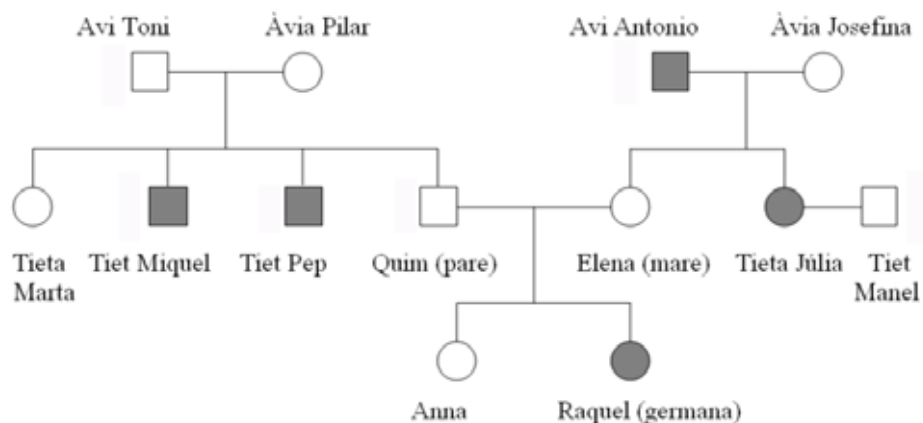 Avi Toni Àvia Pilar Avi Antonio Àvia Josefina
Tieta Marta
Tiet Miquel
Tiet Pep
Quim (pare)
Elena (mare)
Tieta Júlia
Tiet Manel
Anna Raquel (germana)